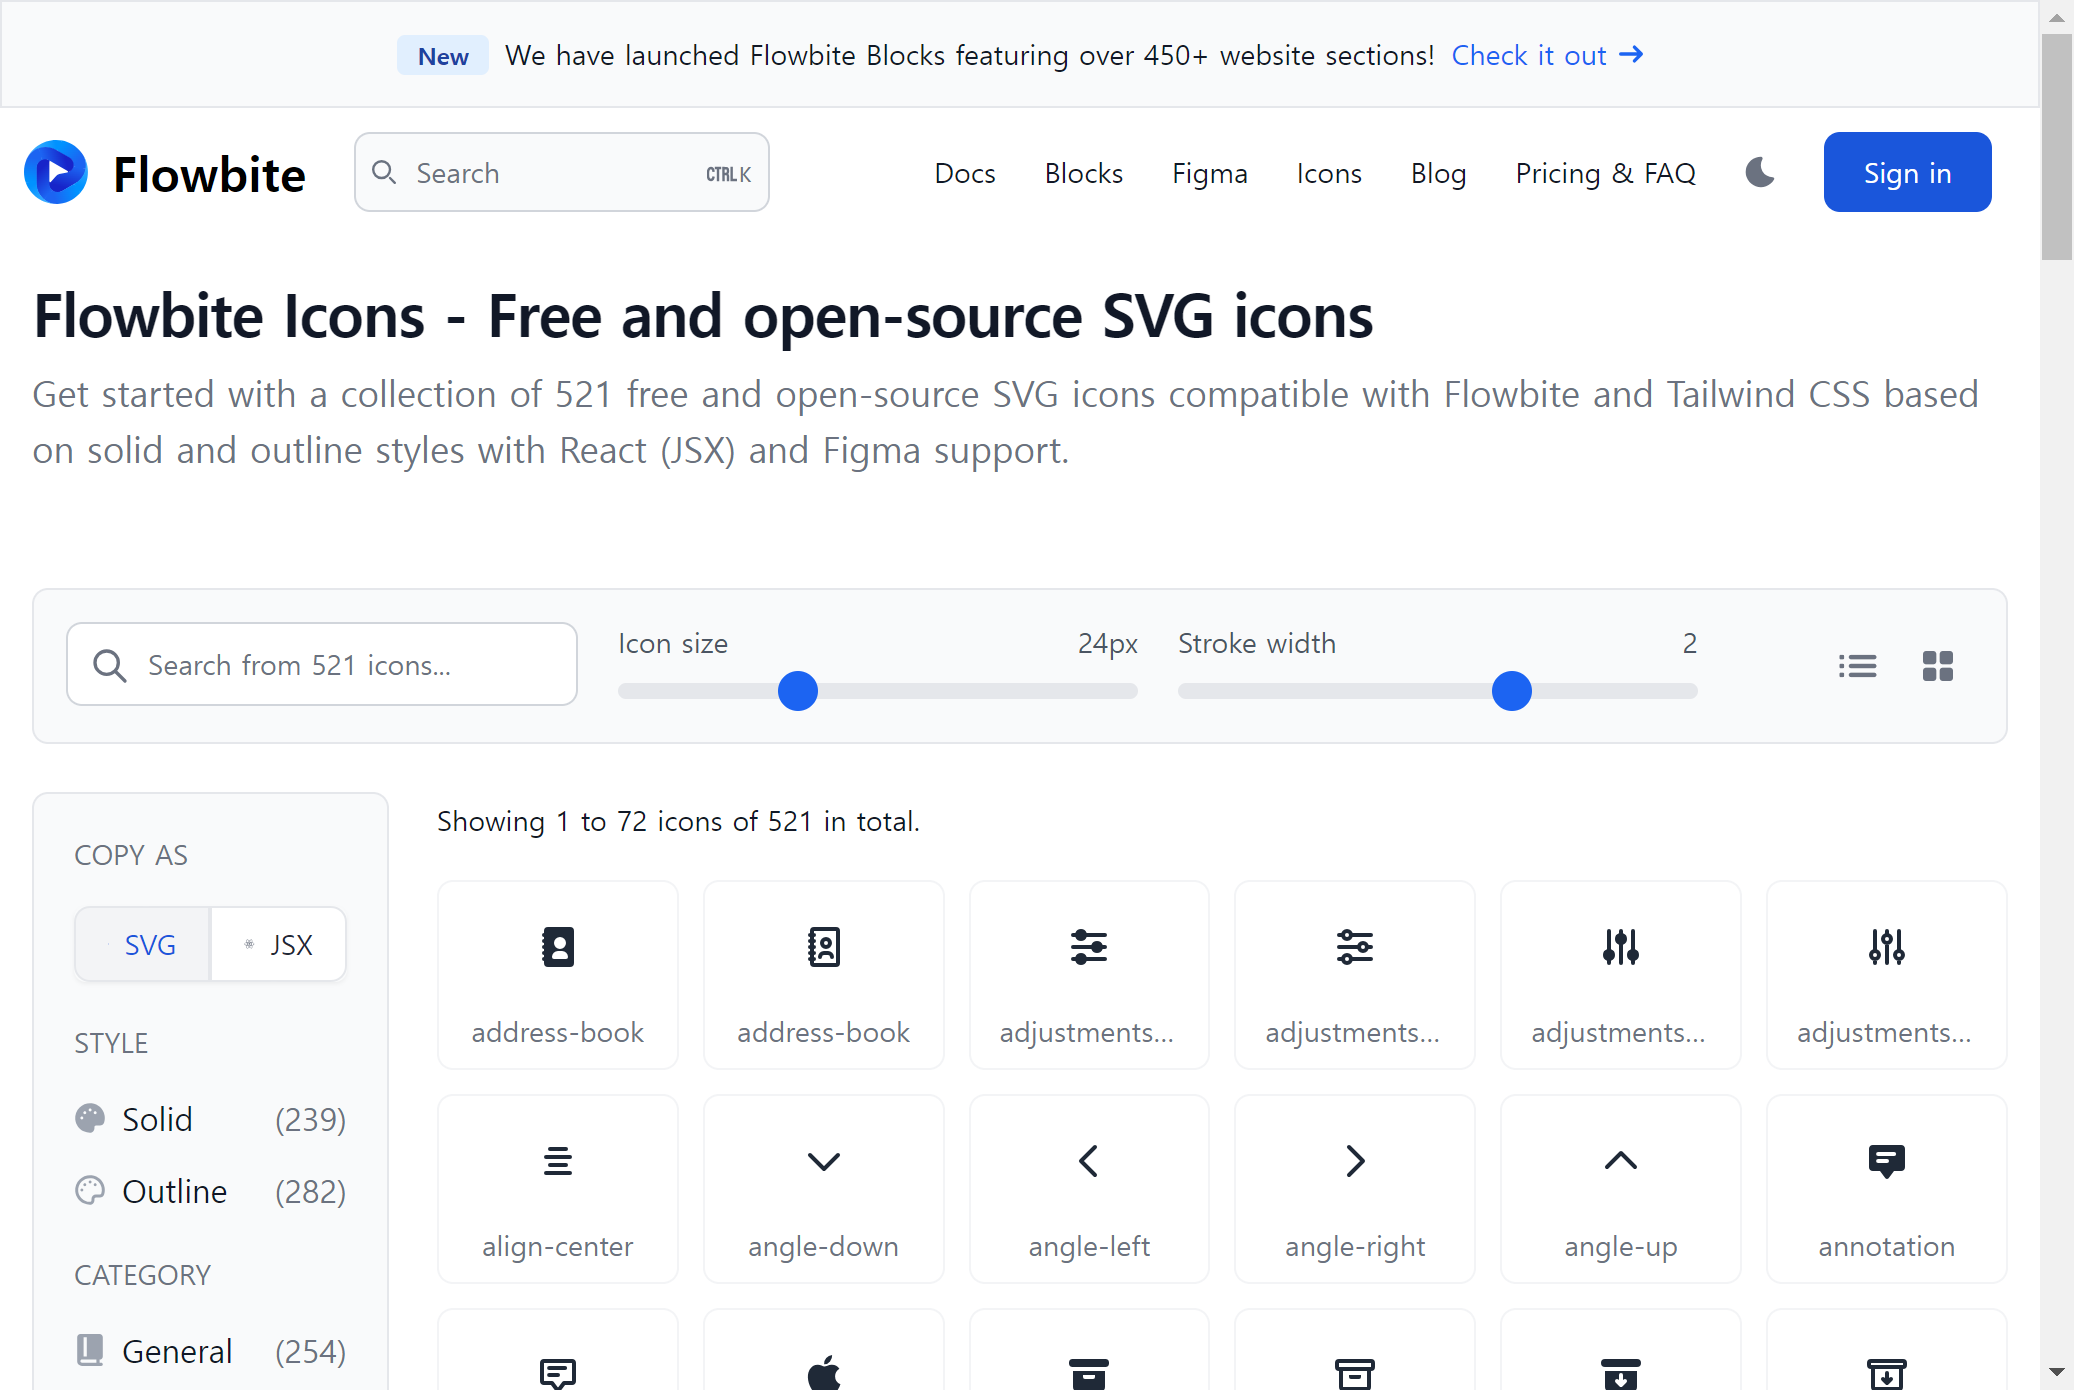 New We have launched Flowbite Blocks featuring over 450+ website sections! Check it out
Flowbite Search CTRL K Docs Blocks Figma Icons Blog Pricing & FAQ Sign in
Flowbite Icons - Free and open-source SVG icons
Get started with a collection of 521 free and open-source SVG icons compatible with Flowbite and Tailwind CSS based
on solid and outline styles with React (JSX) and Figma support.
Search from 521 icons...
Icon size 24px
Stroke width 2
COPY AS
SVG JSX
STYLE
Solid (239)
Outline (282)
CATEGORY
General (254)
Showing 1 to 72 icons of 521 in total.
address-book address-book adjustments... adjustments... adjustments... adjustments...
align-center angle-down angle-left angle-right angle-up annotation